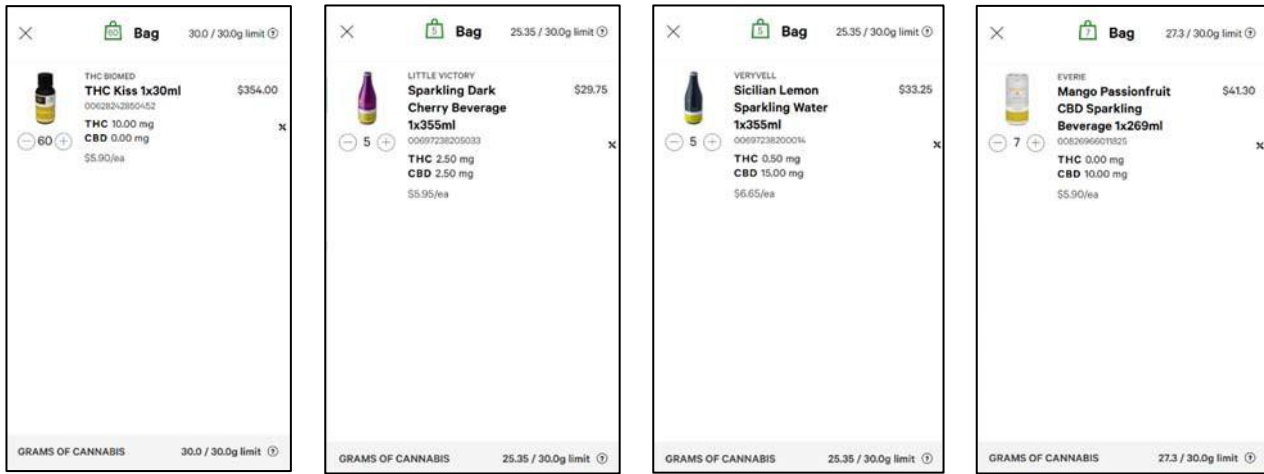 60 Bag 30.0 / 30.0g limit ?
THC BIOMED
THC Kiss 1x30ml $354.00
00628242850452
THC 10.00 mg
60 CBD 0.00 mg
$5.90/ea
GRAMS OF CANNABIS 30.0 / 30.0g limit ?
5 Bag 25.35 / 30.0g limit ?
LITTLE VICTORY
Sparkling Dark $29.75
Cherry Beverage
1x355ml
5 00697238205033
THC 2.50 mg
CBD 2.50 mg
$5.95/ea
GRAMS OF CANNABIS 25.35 / 30.0g limit ?
5 Bag 25.35 / 30.0g limit ?
VERYVELL
Sicilian Lemon $33.25
Sparkling Water
1x355ml
5 00697238200014
THC 0.50 mg
CBD 15.00 mg
$6.65/ea
GRAMS OF CANNABIS 25.35 / 30.0g limit ?
7 Bag 27.3 / 30.0g limit ?
EVERIE
Mango Passionfruit $41.30
CBD Sparkling
Beverage 1x269ml
7 00826966011825
THC 0.00 mg
CBD 10.00 mg
$5.90/ea
GRAMS OF CANNABIS 27.3 / 30.0g limit ?